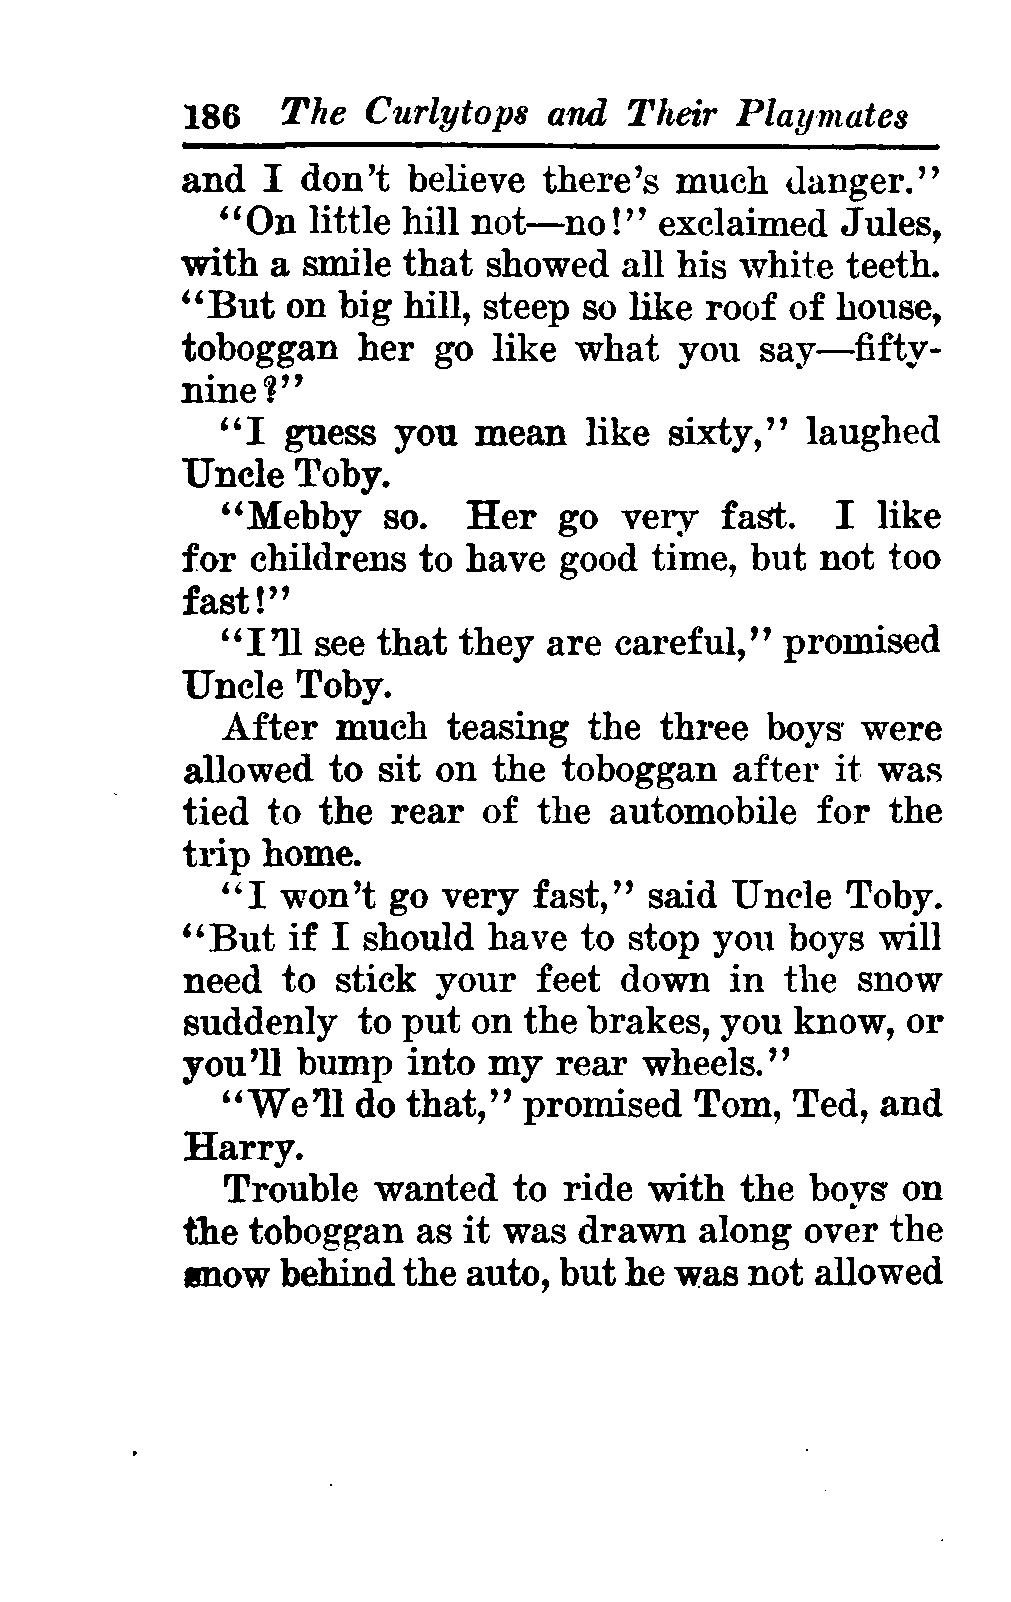 186 The Curlytops and Their Playmates
and I don't believe there's much danger."
"On little hill not—no!" exclaimed Jules,
with a smile that showed all his white teeth.
"But on big hill, steep so like roof of house,
toboggan her go like what you say—fifty-
nine?"
"I guess you mean like sixty," laughed
Uncle Toby.
"Mebby so. Her go very fast. I like
for childrens to have good time, but not too
fast!"
"I'll see that they are careful," promised
Uncle Toby.
After much teasing the three boys were
allowed to sit on the toboggan after it was
tied to the rear of the automobile for the
trip home.
"I won't go very fast," said Uncle Toby.
"But if I should have to stop you boys will
need to stick your feet down in the snow
suddenly to put on the brakes, you know, or
you'll bump into my rear wheels."
"We'll do that," promised Tom, Ted, and
Harry.
Trouble wanted to ride with the boys on
the toboggan as it was drawn along over the
snow behind the auto, but he was not allowed